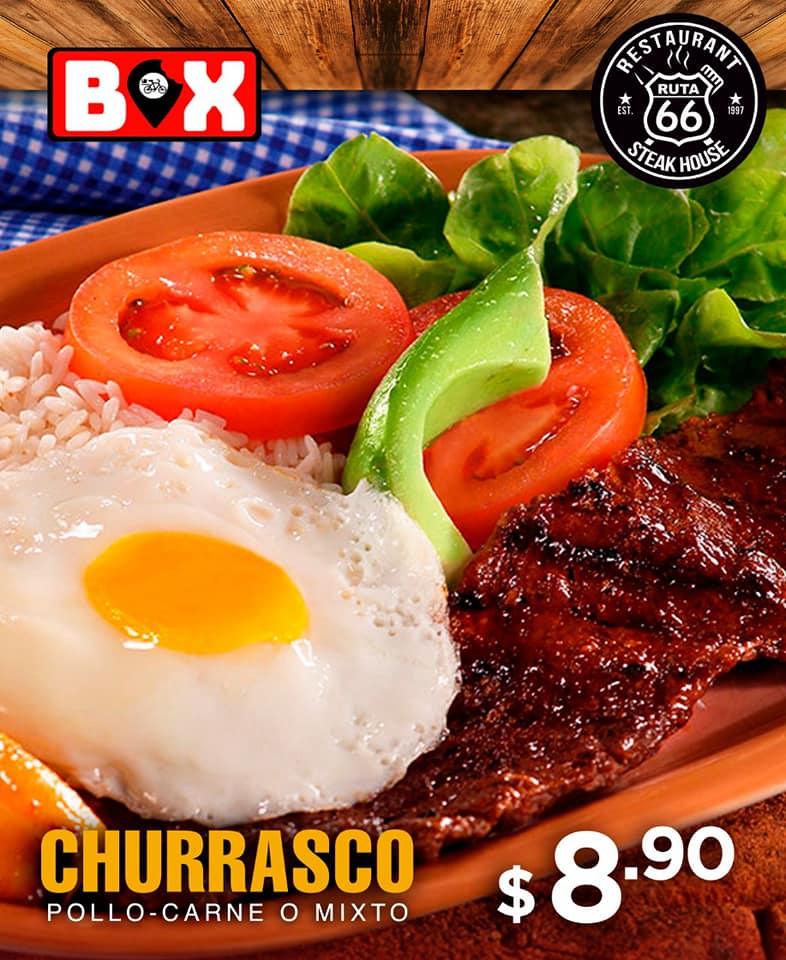 BOX
RESTAURANT
RUTA
66
EST. 1997
STEAK HOUSE
CHURRASCO
POLLO-CARNE O MIXTO
$8.90